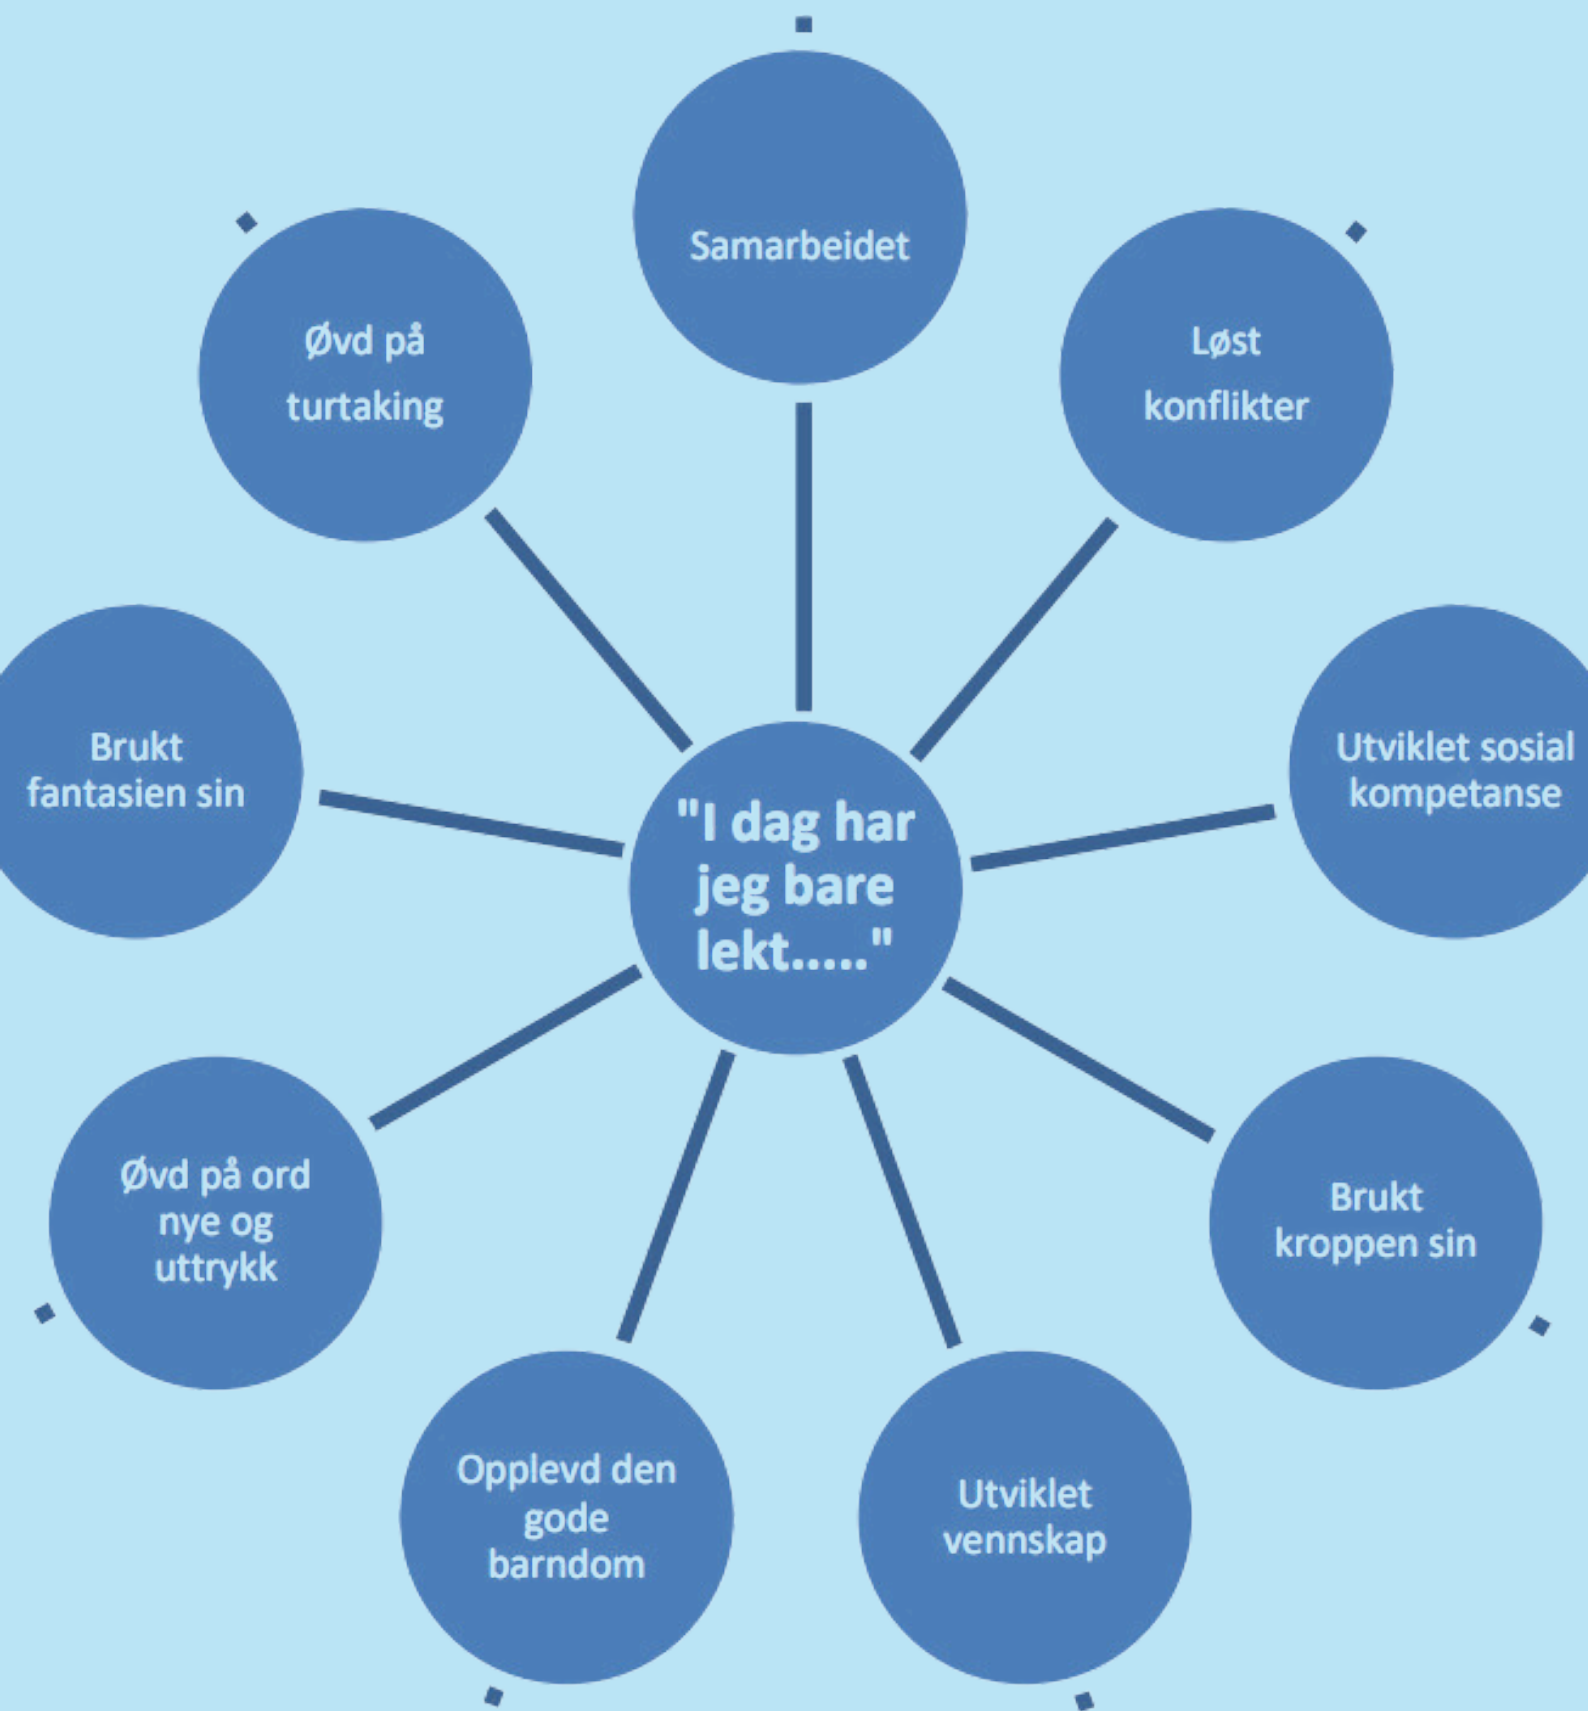 Samarbeidet
Løst
konflikter
Utviklet sosial
kompetanse
Brukt
kroppen sin
Utviklet
vennskap
Opplevd den
gode
barndom
Øvd på ord
nye og
uttrykk
Brukt
fantasien sin
Øvd på
turtaking
"I dag har
jeg bare
lekt....."